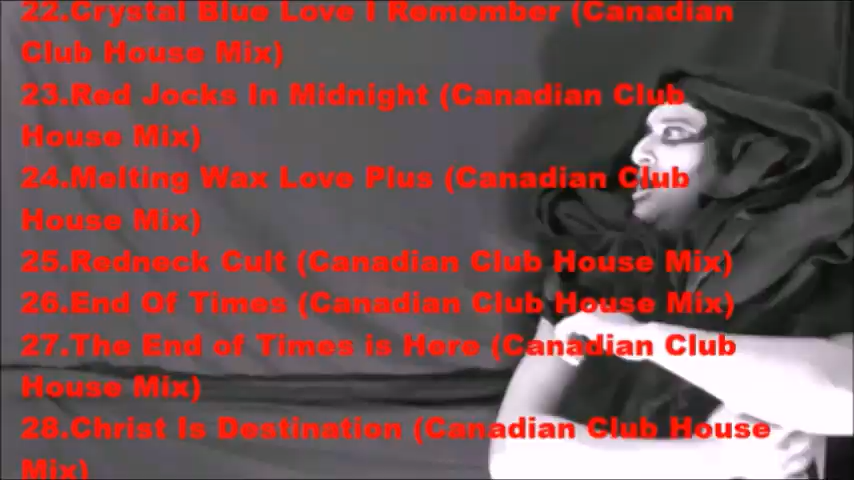 22.Crystal Blue Love I Remember (Canadian
Club House Mix)
23.Red Jocks In Midnight (Canadian Club
House Mix)
24.Melting Wax Love Plus (Canadian Club
House Mix)
25.Redneck Cult (Canadian Club House Mix)
26.End Of Times (Canadian Club House Mix)
27.The End of Times is Here (Canadian Club
House Mix)
28.Christ Is Destination (Canadian Club House
Mix)